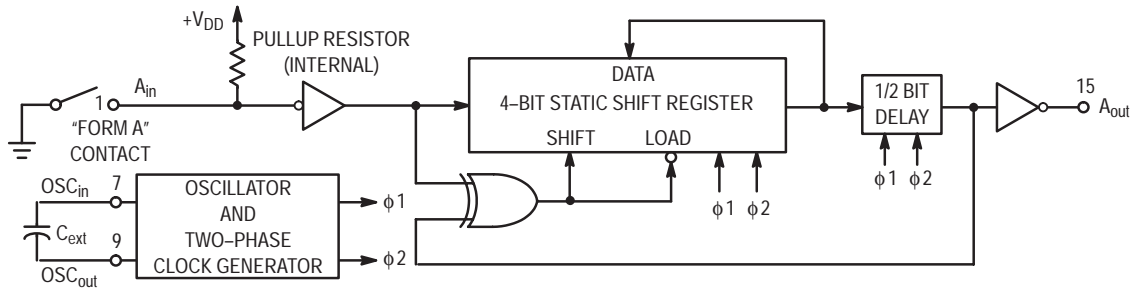 +VDD
PULLUP RESISTOR
(INTERNAL)
Ain
1
"FORM A"
CONTACT
DATA
4–BIT STATIC SHIFT REGISTER
SHIFT LOAD
ϕ1 ϕ2
1/2 BIT
DELAY
ϕ1 ϕ2
15
Aout
OSCin
7
Cext
9
OSCout
OSCILLATOR
AND
TWO–PHASE
CLOCK GENERATOR
ϕ1
ϕ2